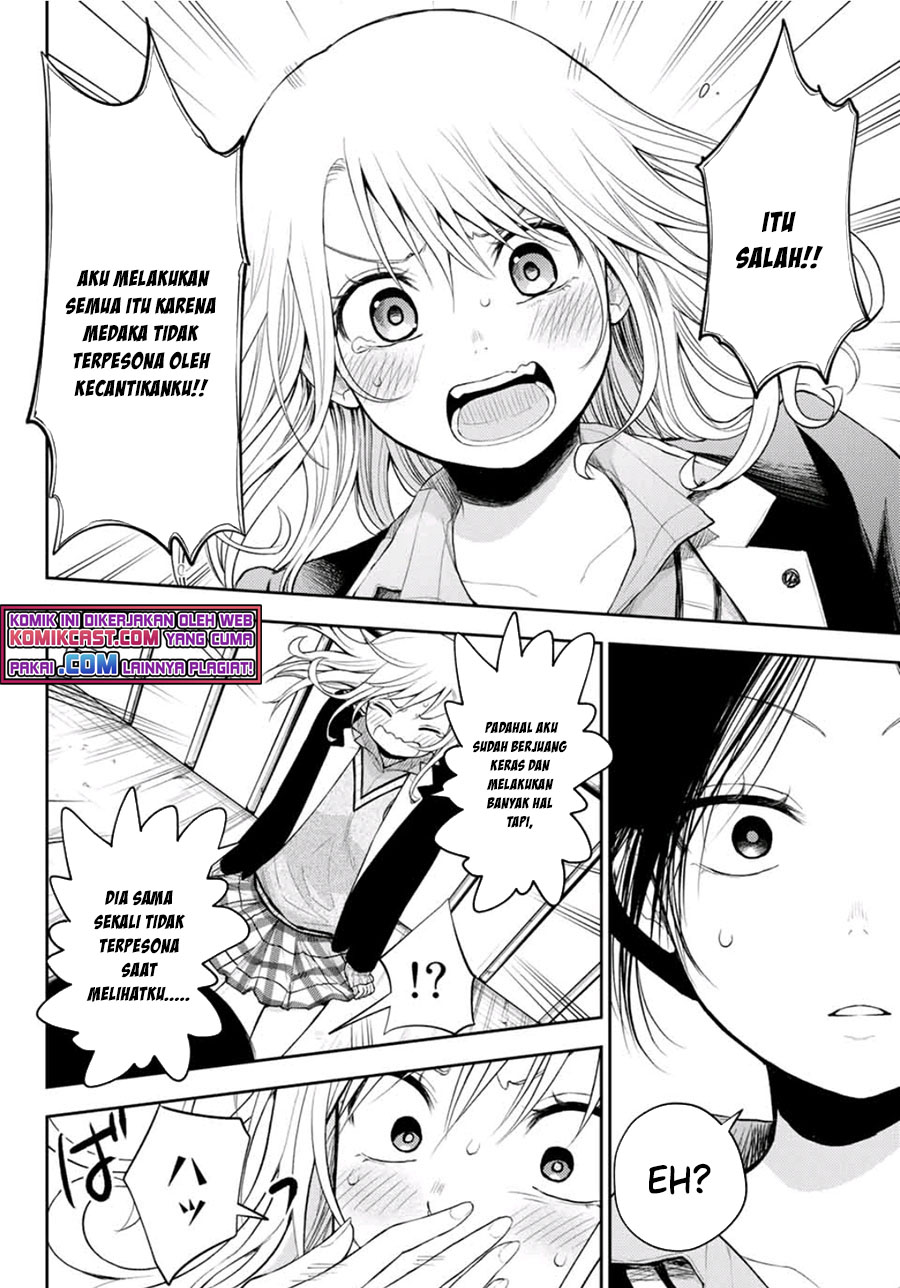 ITU
SALAH!!
AKU MELAKUKAN
SEMUA ITU KARENA
MEDAKA TIDAK
TERPESONA OLEH
KECANTIKANKU!!
KOMIK INI DIKERJAKAN OLEH WEB
KOMIKCAST.COM YANG CUMA
PAKAI .COM LAINNYA PLAGIAT!
PADAHAL AKU
SUDAH BERJUANG
KERAS DAN
MELAKUKAN
BANYAK HAL
TAPI,
DIA SAMA
SEKALI TIDAK
TERPESONA
SAAT
MELIHATKU.....
!?
EH?
ハッ
ばっ